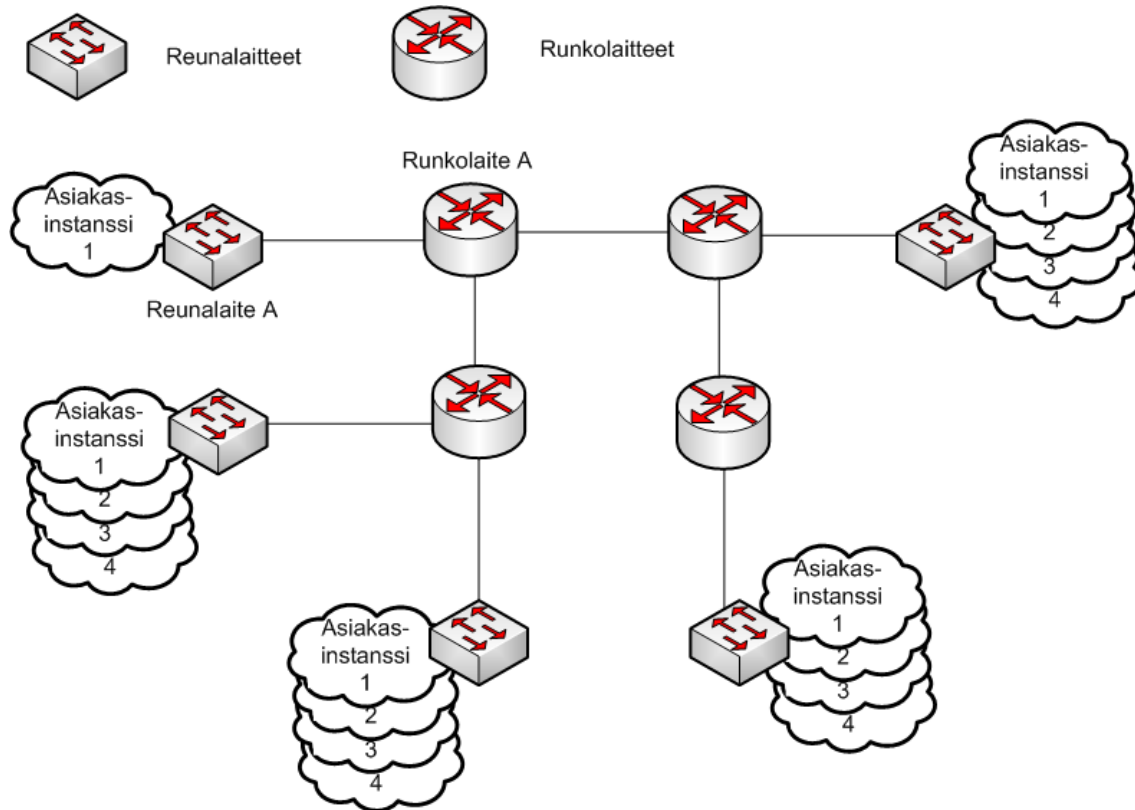 Reunalaitteet
Runkolaitteet
Runkolaite A
Asiakas-
instanssi
1
Reunalaite A
Asiakas-
instanssi
1
2
3
4
Asiakas-
instanssi
1
2
3
4
Asiakas-
instanssi
1
2
3
4
Asiakas-
instanssi
1
2
3
4